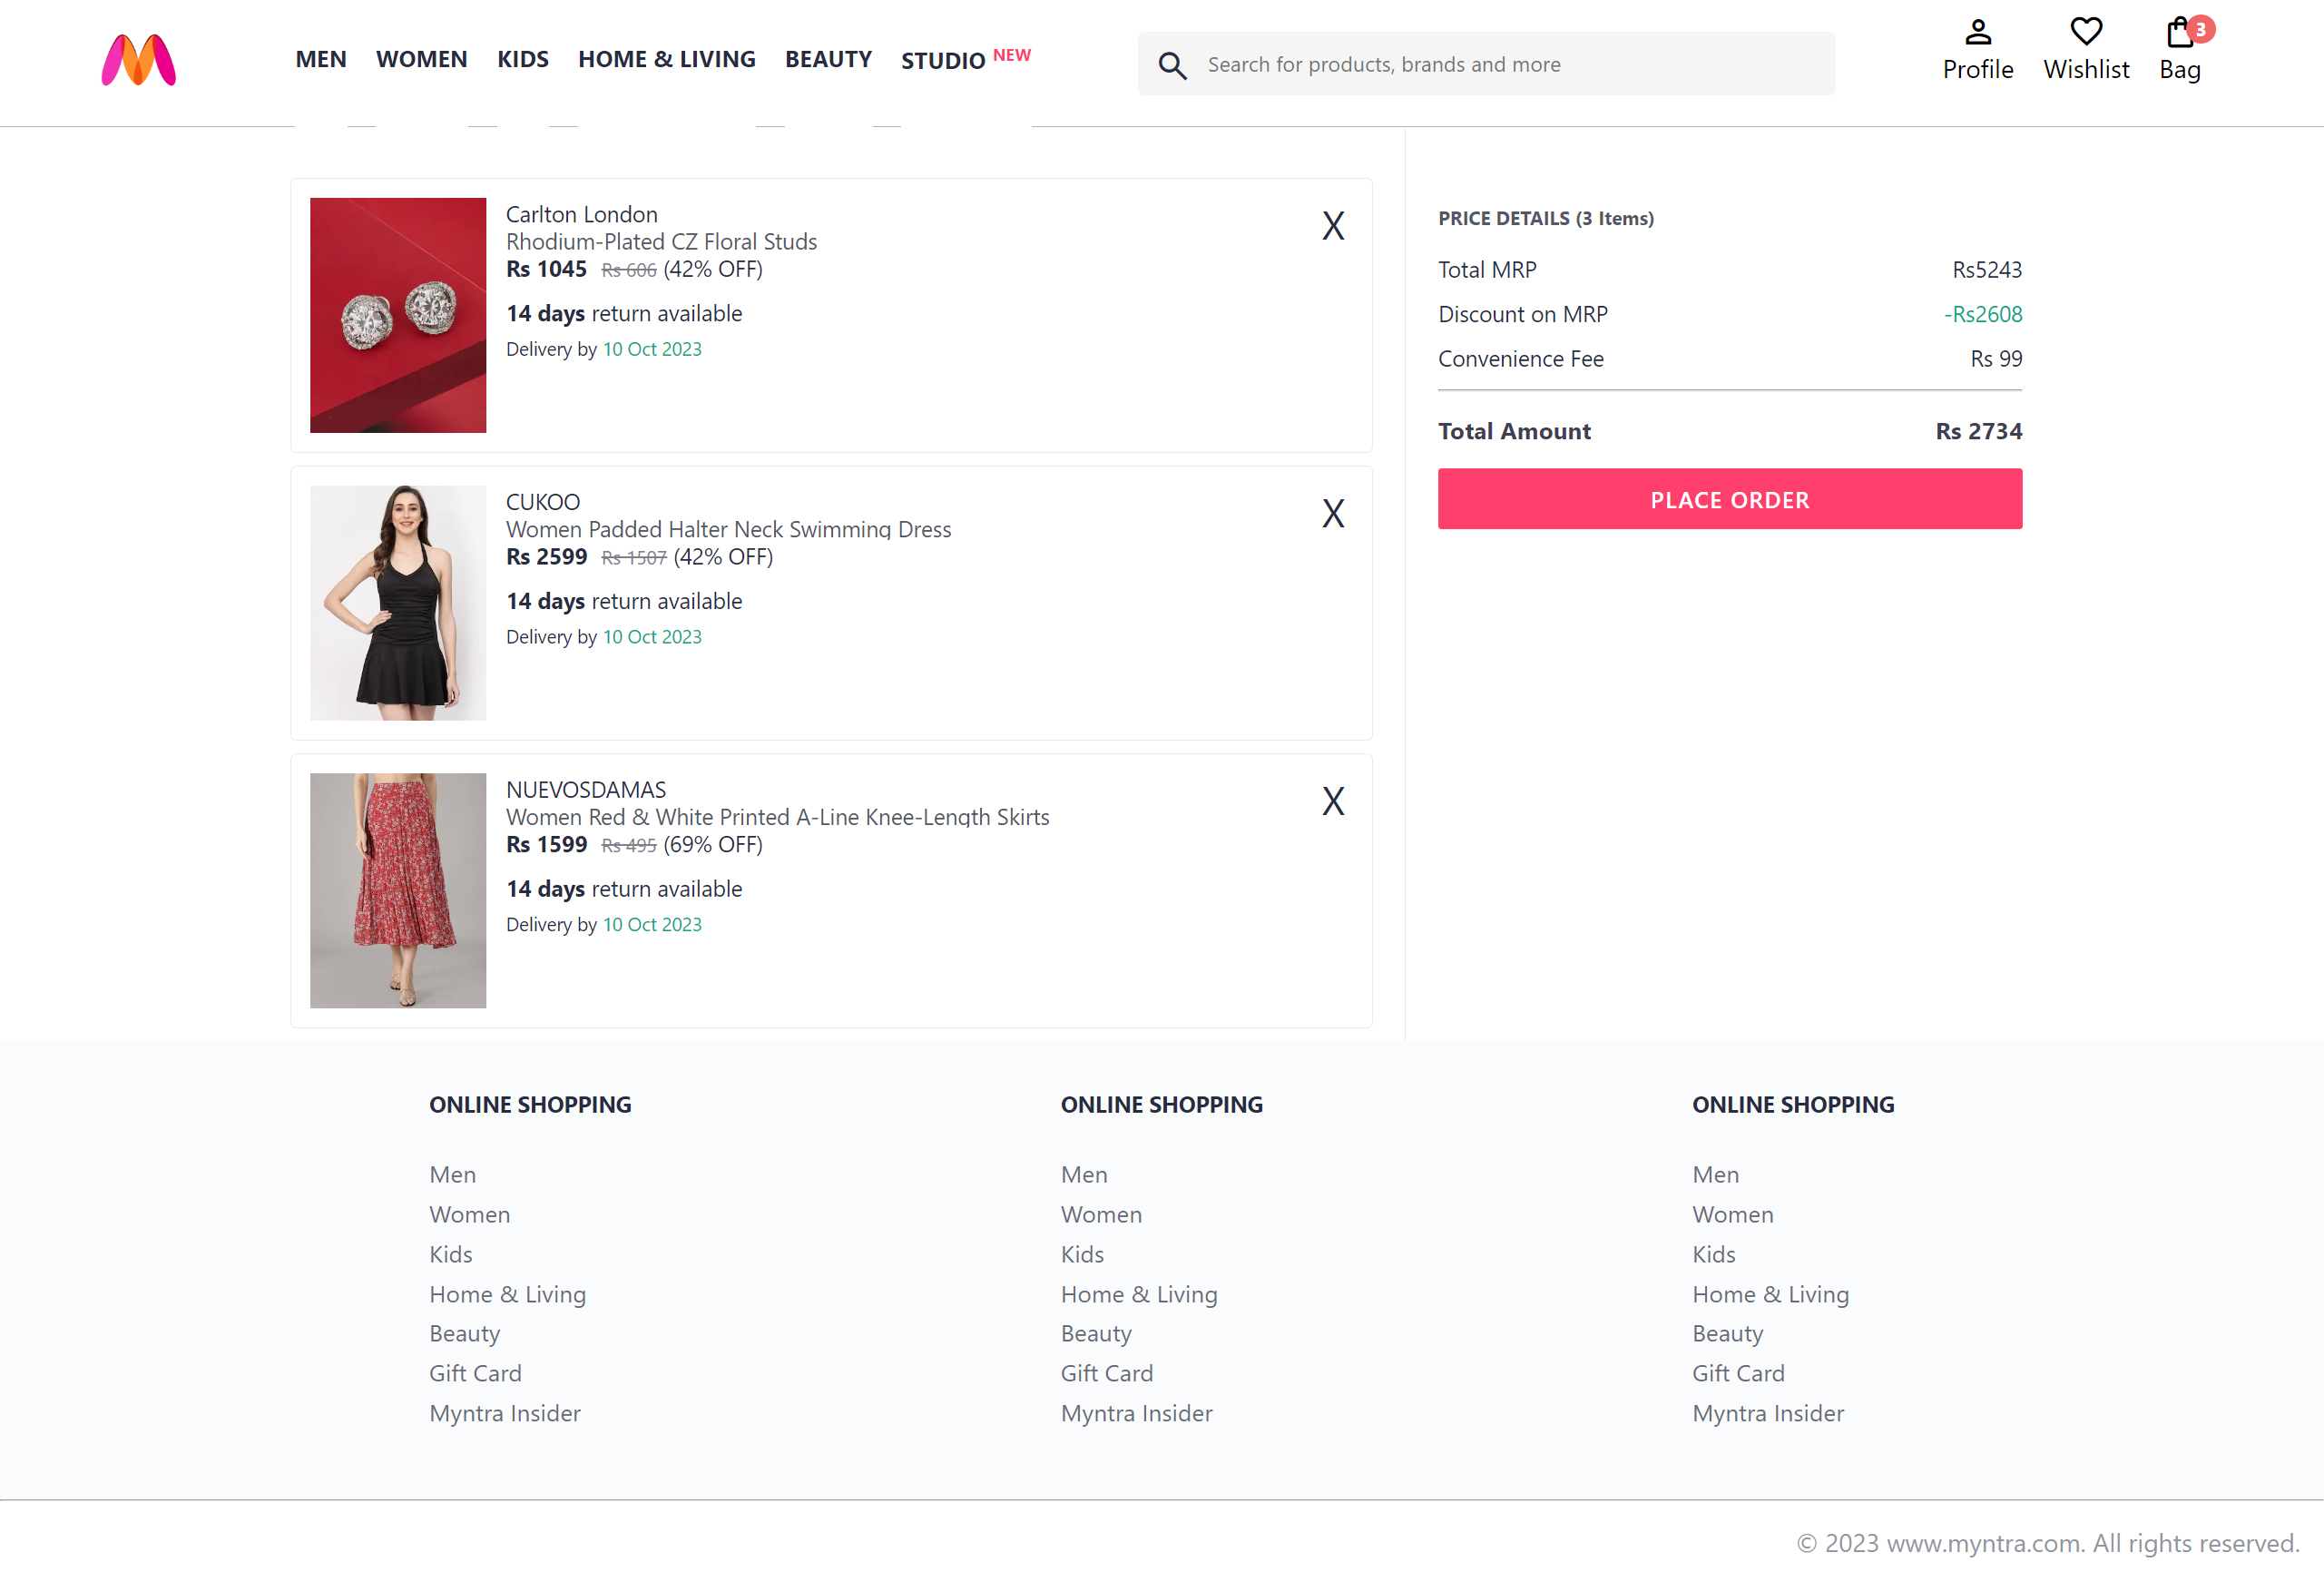 MEN WOMEN KIDS HOME & LIVING BEAUTY STUDIO NEW
Search for products, brands and more
Profile Wishlist Bag 3
Carlton London
Rhodium-Plated CZ Floral Studs
Rs 1045 Rs 606 (42% OFF)
14 days return available
Delivery by 10 Oct 2023
X
CUKOO
Women Padded Halter Neck Swimming Dress
Rs 2599 Rs 1507 (42% OFF)
14 days return available
Delivery by 10 Oct 2023
X
NUEVOSDAMAS
Women Red & White Printed A-Line Knee-Length Skirts
Rs 1599 Rs 495 (69% OFF)
14 days return available
Delivery by 10 Oct 2023
X
PRICE DETAILS (3 Items)
Total MRP Rs5243
Discount on MRP -Rs2608
Convenience Fee Rs 99
Total Amount Rs 2734
PLACE ORDER
ONLINE SHOPPING
Men
Women
Kids
Home & Living
Beauty
Gift Card
Myntra Insider
ONLINE SHOPPING
Men
Women
Kids
Home & Living
Beauty
Gift Card
Myntra Insider
ONLINE SHOPPING
Men
Women
Kids
Home & Living
Beauty
Gift Card
Myntra Insider
© 2023 www.myntra.com. All rights reserved.